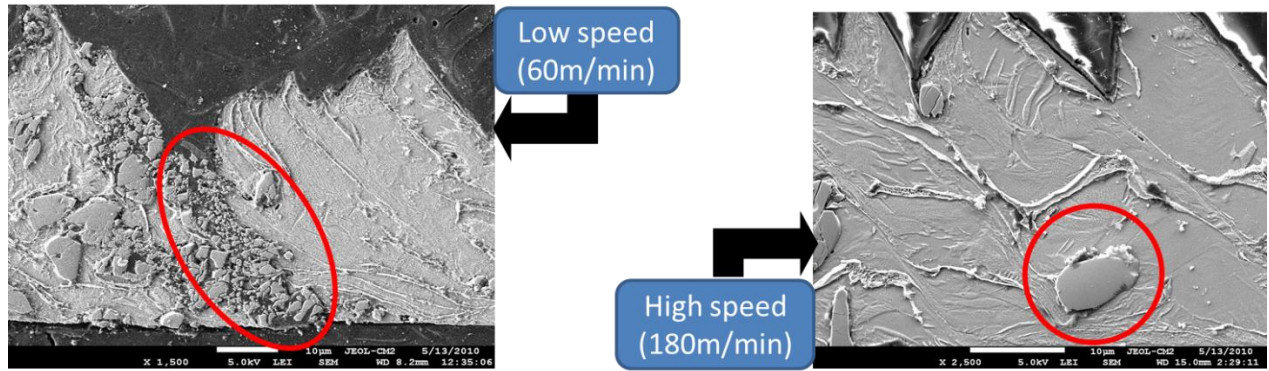 Low speed
(60m/min)
High speed
(180m/min)
X 1,500 5.0kV LEI 10μm JEOL-CM2 5/13/2010
SEM WD 8.2mm 12:35:06
X 2,500 5.0kV LEI 10μm JEOL-CM2 5/13/2010
SEM WD 15.0mm 2:29:11